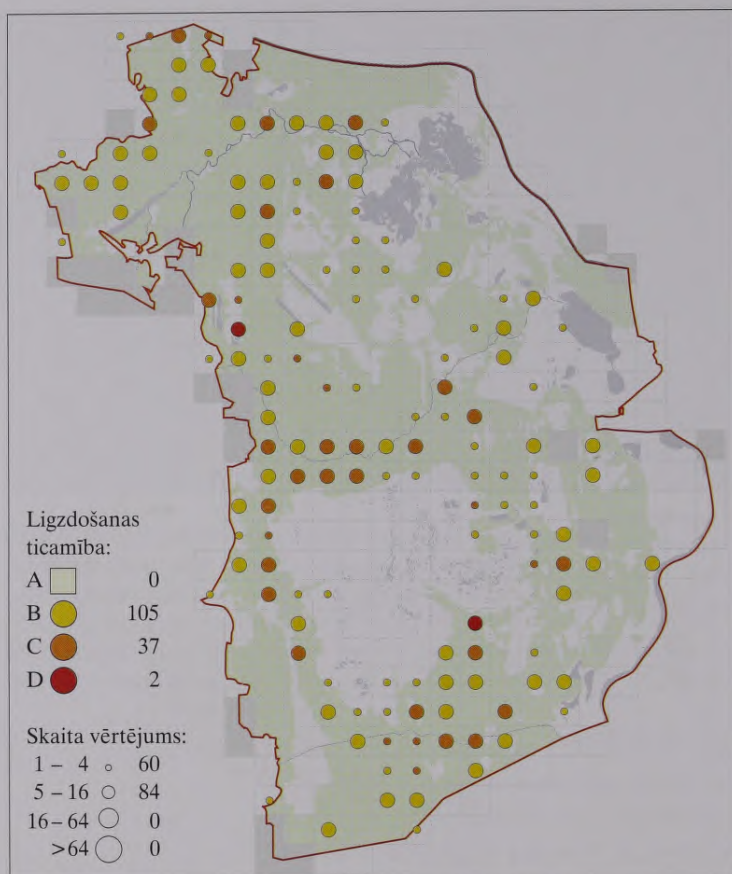 Ligzdošanas
ticamība:
A 0
B 105
C 37
D 2
Skaita vērtējums:
1 – 4 60
5 – 16 84
16 – 64 0
>64 0